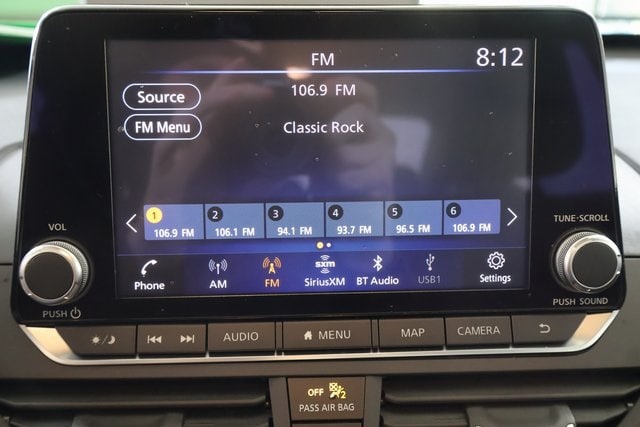 FM 8:12
Source
106.9 FM
FM Menu
Classic Rock
1 2 3 4 5 6
106.9 FM 106.1 FM 94.1 FM 93.7 FM 96.5 FM 106.9 FM
VOL
TUNE·SCROLL
sxm
Phone AM FM SiriusXM BT Audio USB1 Settings
PUSH
PUSH SOUND
AUDIO MENU MAP CAMERA
OFF 2
PASS AIR BAG